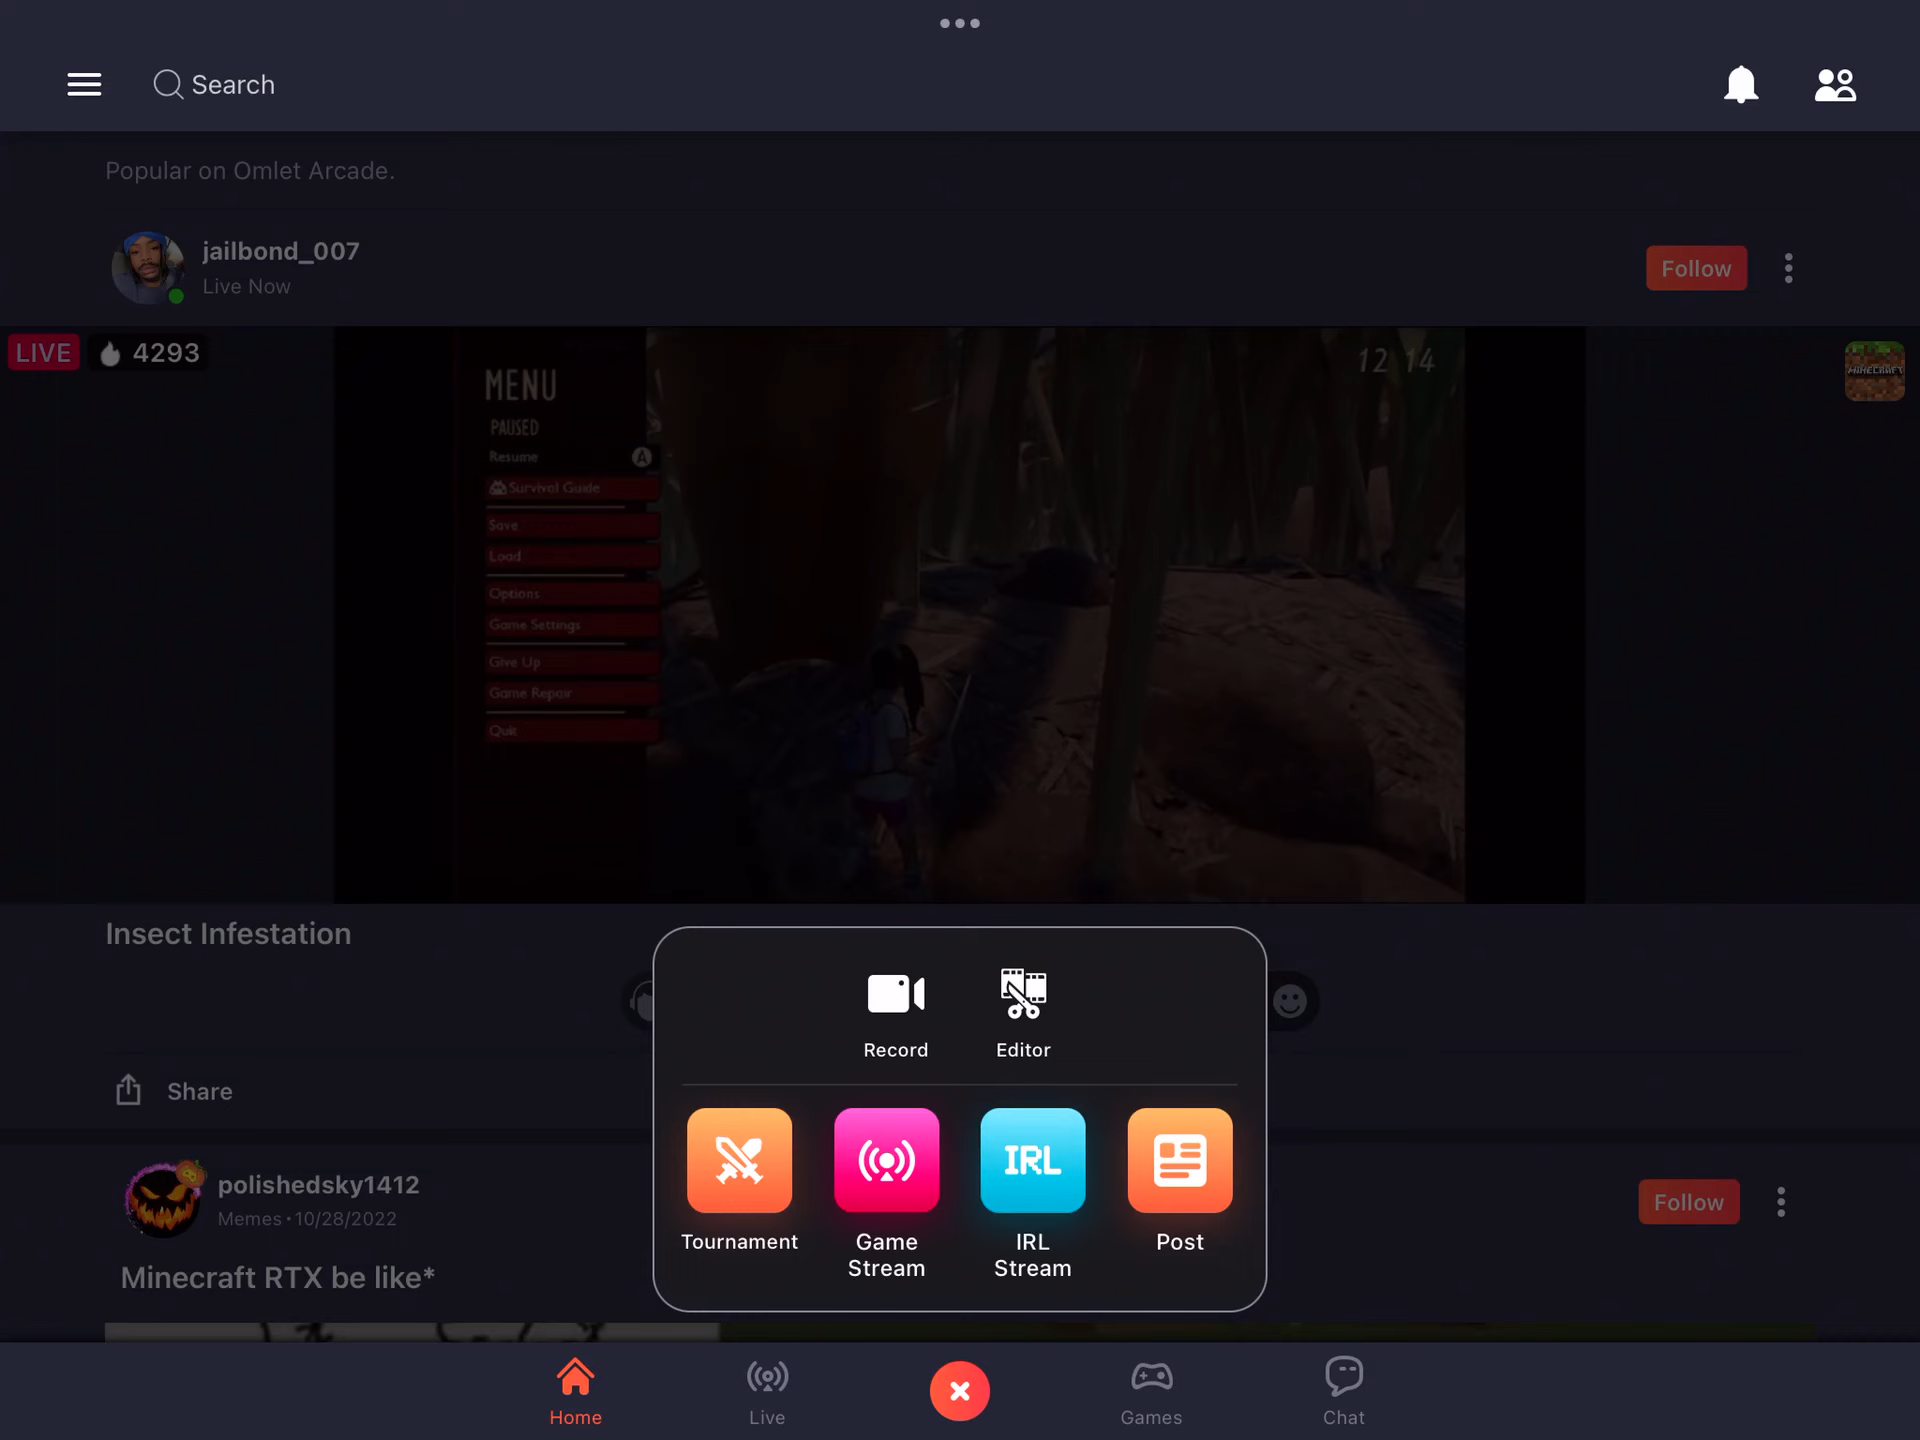 Search
Popular on Omlet Arcade.
jailbond_007
Live Now
Follow
LIVE
4293
MINECRAFT
12 14
MENU
PAUSED
Resume
A
Survival Guide
Save
Load
Options
Game Settings
Give Up
Game Repair
Quit
Insect Infestation
Record
Editor
Share
IRL
Tournament
Game
Stream
IRL
Stream
Post
polishedsky1412
Memes • 10/28/2022
Follow
Minecraft RTX be like*
Home
Live
Games
Chat